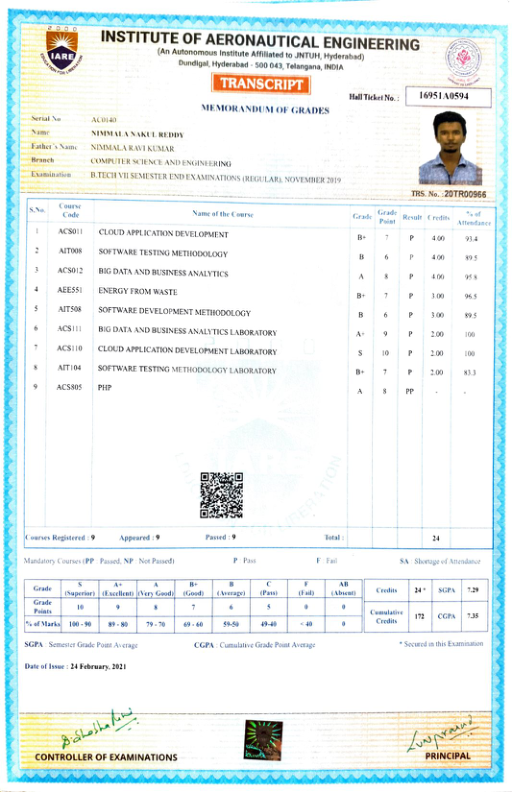 2000
IARE
EDUCATION FOR LIBERATION
INSTITUTE OF AERONAUTICAL ENGINEERING
(An Autonomous Institute Affiliated to JNTUH, Hyderabad)
Dundigal, Hyderabad - 500 043, Telangana, INDIA
TRANSCRIPT
MEMORANDUM OF GRADES
Hall Ticket No. : 16951A0594
Serial No AC0140
Name NIMMALA NAKUL REDDY
Father's Name NIMMALA RAVI KUMAR
Branch COMPUTER SCIENCE AND ENGINEERING
Examination B.TECH VII SEMESTER END EXAMINATIONS (REGULAR), NOVEMBER 2019
TRS. No. :20TR00966
S.No. Course Code Name of the Course Grade Grade Point Result Credits % of Attendance
1 ACS011 CLOUD APPLICATION DEVELOPMENT B+ 7 P 4.00 93.4
2 AIT008 SOFTWARE TESTING METHODOLOGY B 6 P 4.00 89.5
3 ACS012 BIG DATA AND BUSINESS ANALYTICS A 8 P 4.00 95.8
4 AEE551 ENERGY FROM WASTE B+ 7 P 3.00 96.5
5 AIT508 SOFTWARE DEVELOPMENT METHODOLOGY B 6 P 3.00 89.5
6 ACS111 BIG DATA AND BUSINESS ANALYTICS LABORATORY A+ 9 P 2.00 100
7 ACS110 CLOUD APPLICATION DEVELOPMENT LABORATORY S 10 P 2.00 100
8 AIT104 SOFTWARE TESTING METHODOLOGY LABORATORY B+ 7 P 2.00 83.3
9 ACS805 PHP A 8 PP - -
Courses Registered : 9 Appeared : 9 Passed : 9 Total : 24
Mandatory Courses (PP Passed, NP Not Passed) P Pass F Fail SA Shortage of Attendance
Grade S (Superior) A+ (Excellent) A (Very Good) B+ (Good) B (Average) C (Pass) F (Fail) AB (Absent) Credits 24 * SGPA 7.29
Grade Points 10 9 8 7 6 5 0 0 Cumulative Credits 172 CGPA 7.35
% of Marks 100 - 90 89 - 80 79 - 70 69 - 60 59-50 49-40 < 40 0
SGPA Semester Grade Point Average CGPA : Cumulative Grade Point Average * Secured in this Examination
Date of Issue : 24 February, 2021
CONTROLLER OF EXAMINATIONS
PRINCIPAL